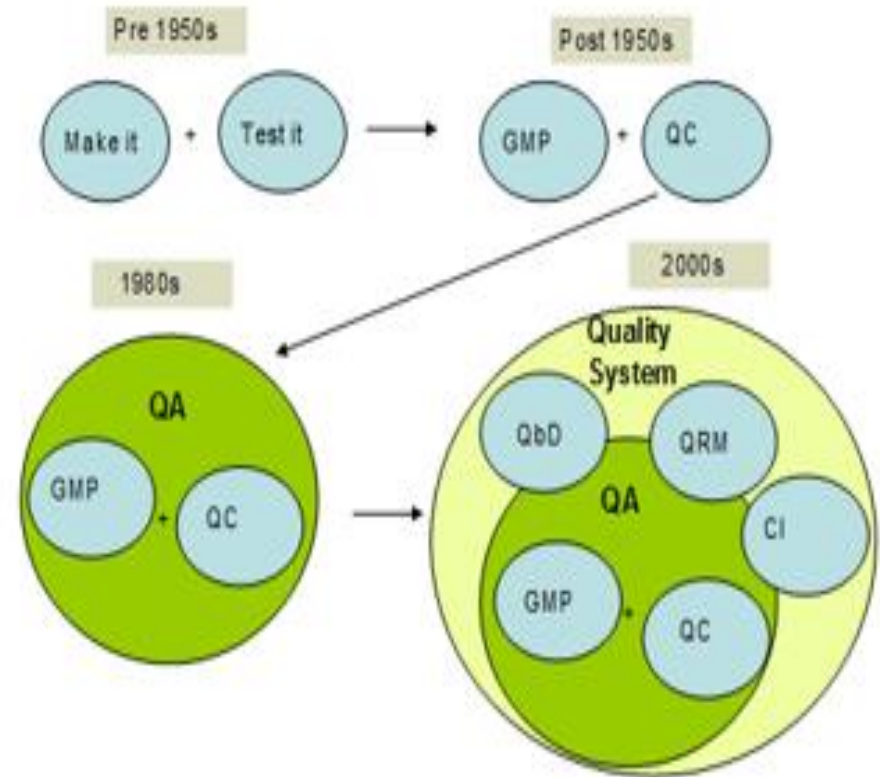 Pre 1950s
Post 1950s
Make it + Test it
GMP + QC
1980s
2000s
QA
GMP + QC
Quality
System
QbD
QRM
QA
CI
GMP + QC